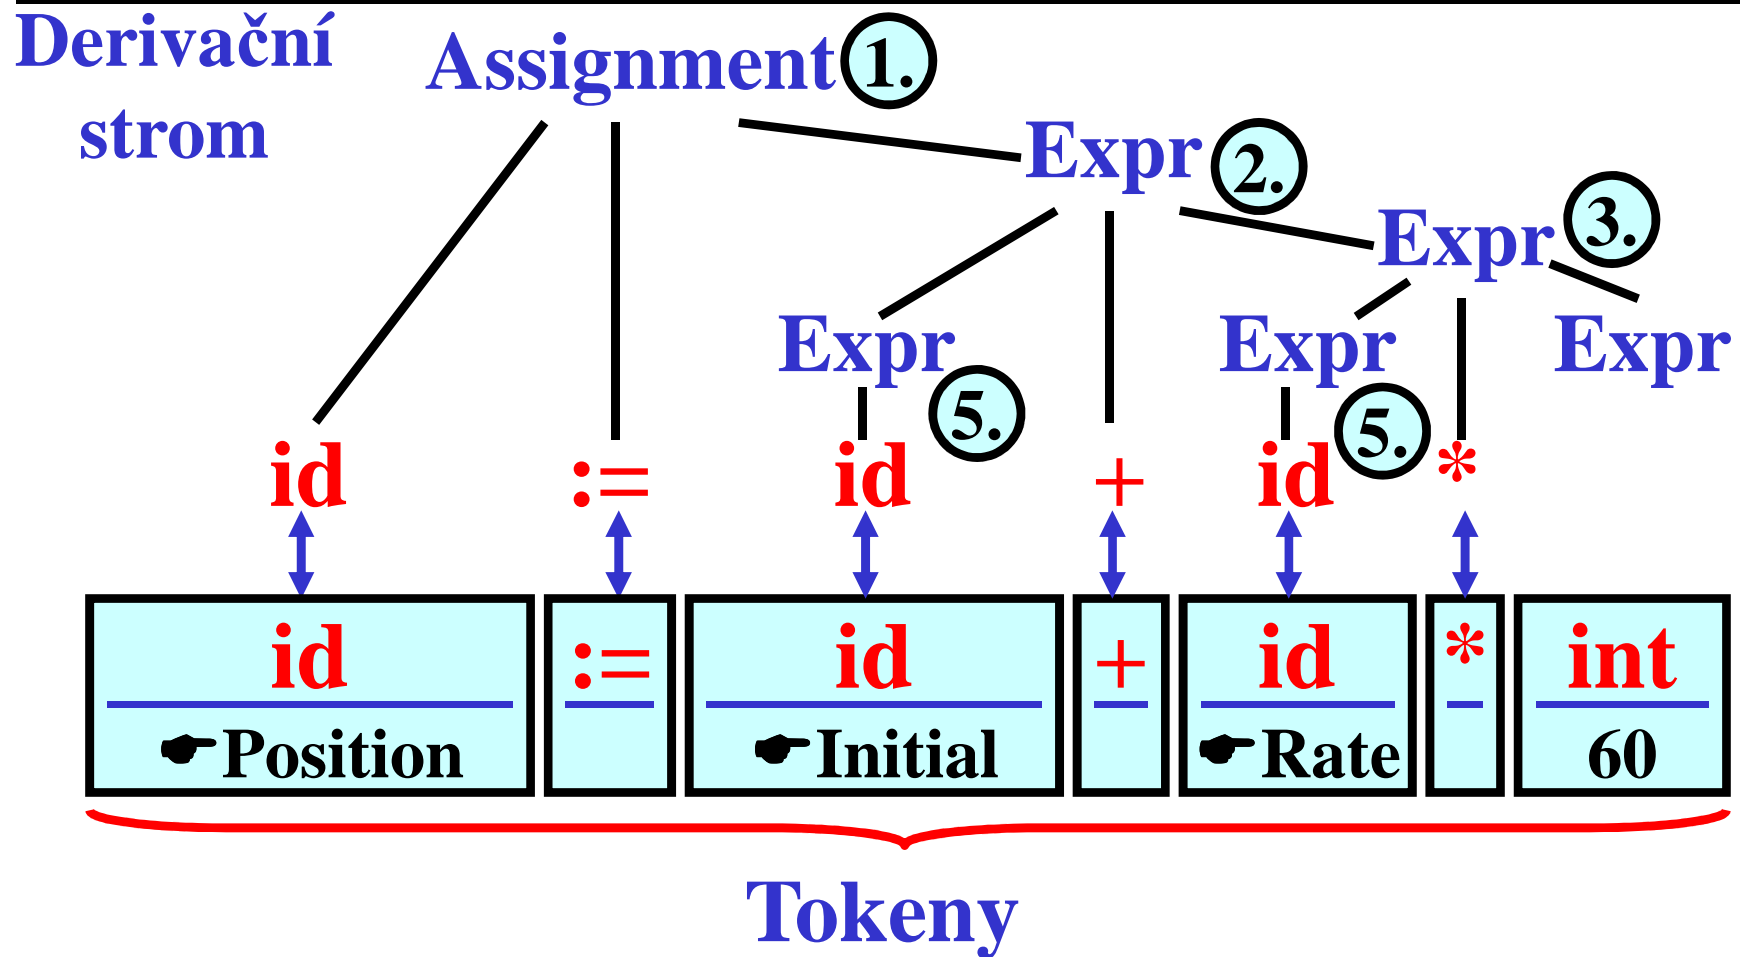 Derivační
strom
Assignment 1.
Expr 2.
Expr 3.
Expr 5. Expr 5. Expr
id := id + id *
id := id + id * int
☛Position ☛Initial ☛Rate 60
Tokeny